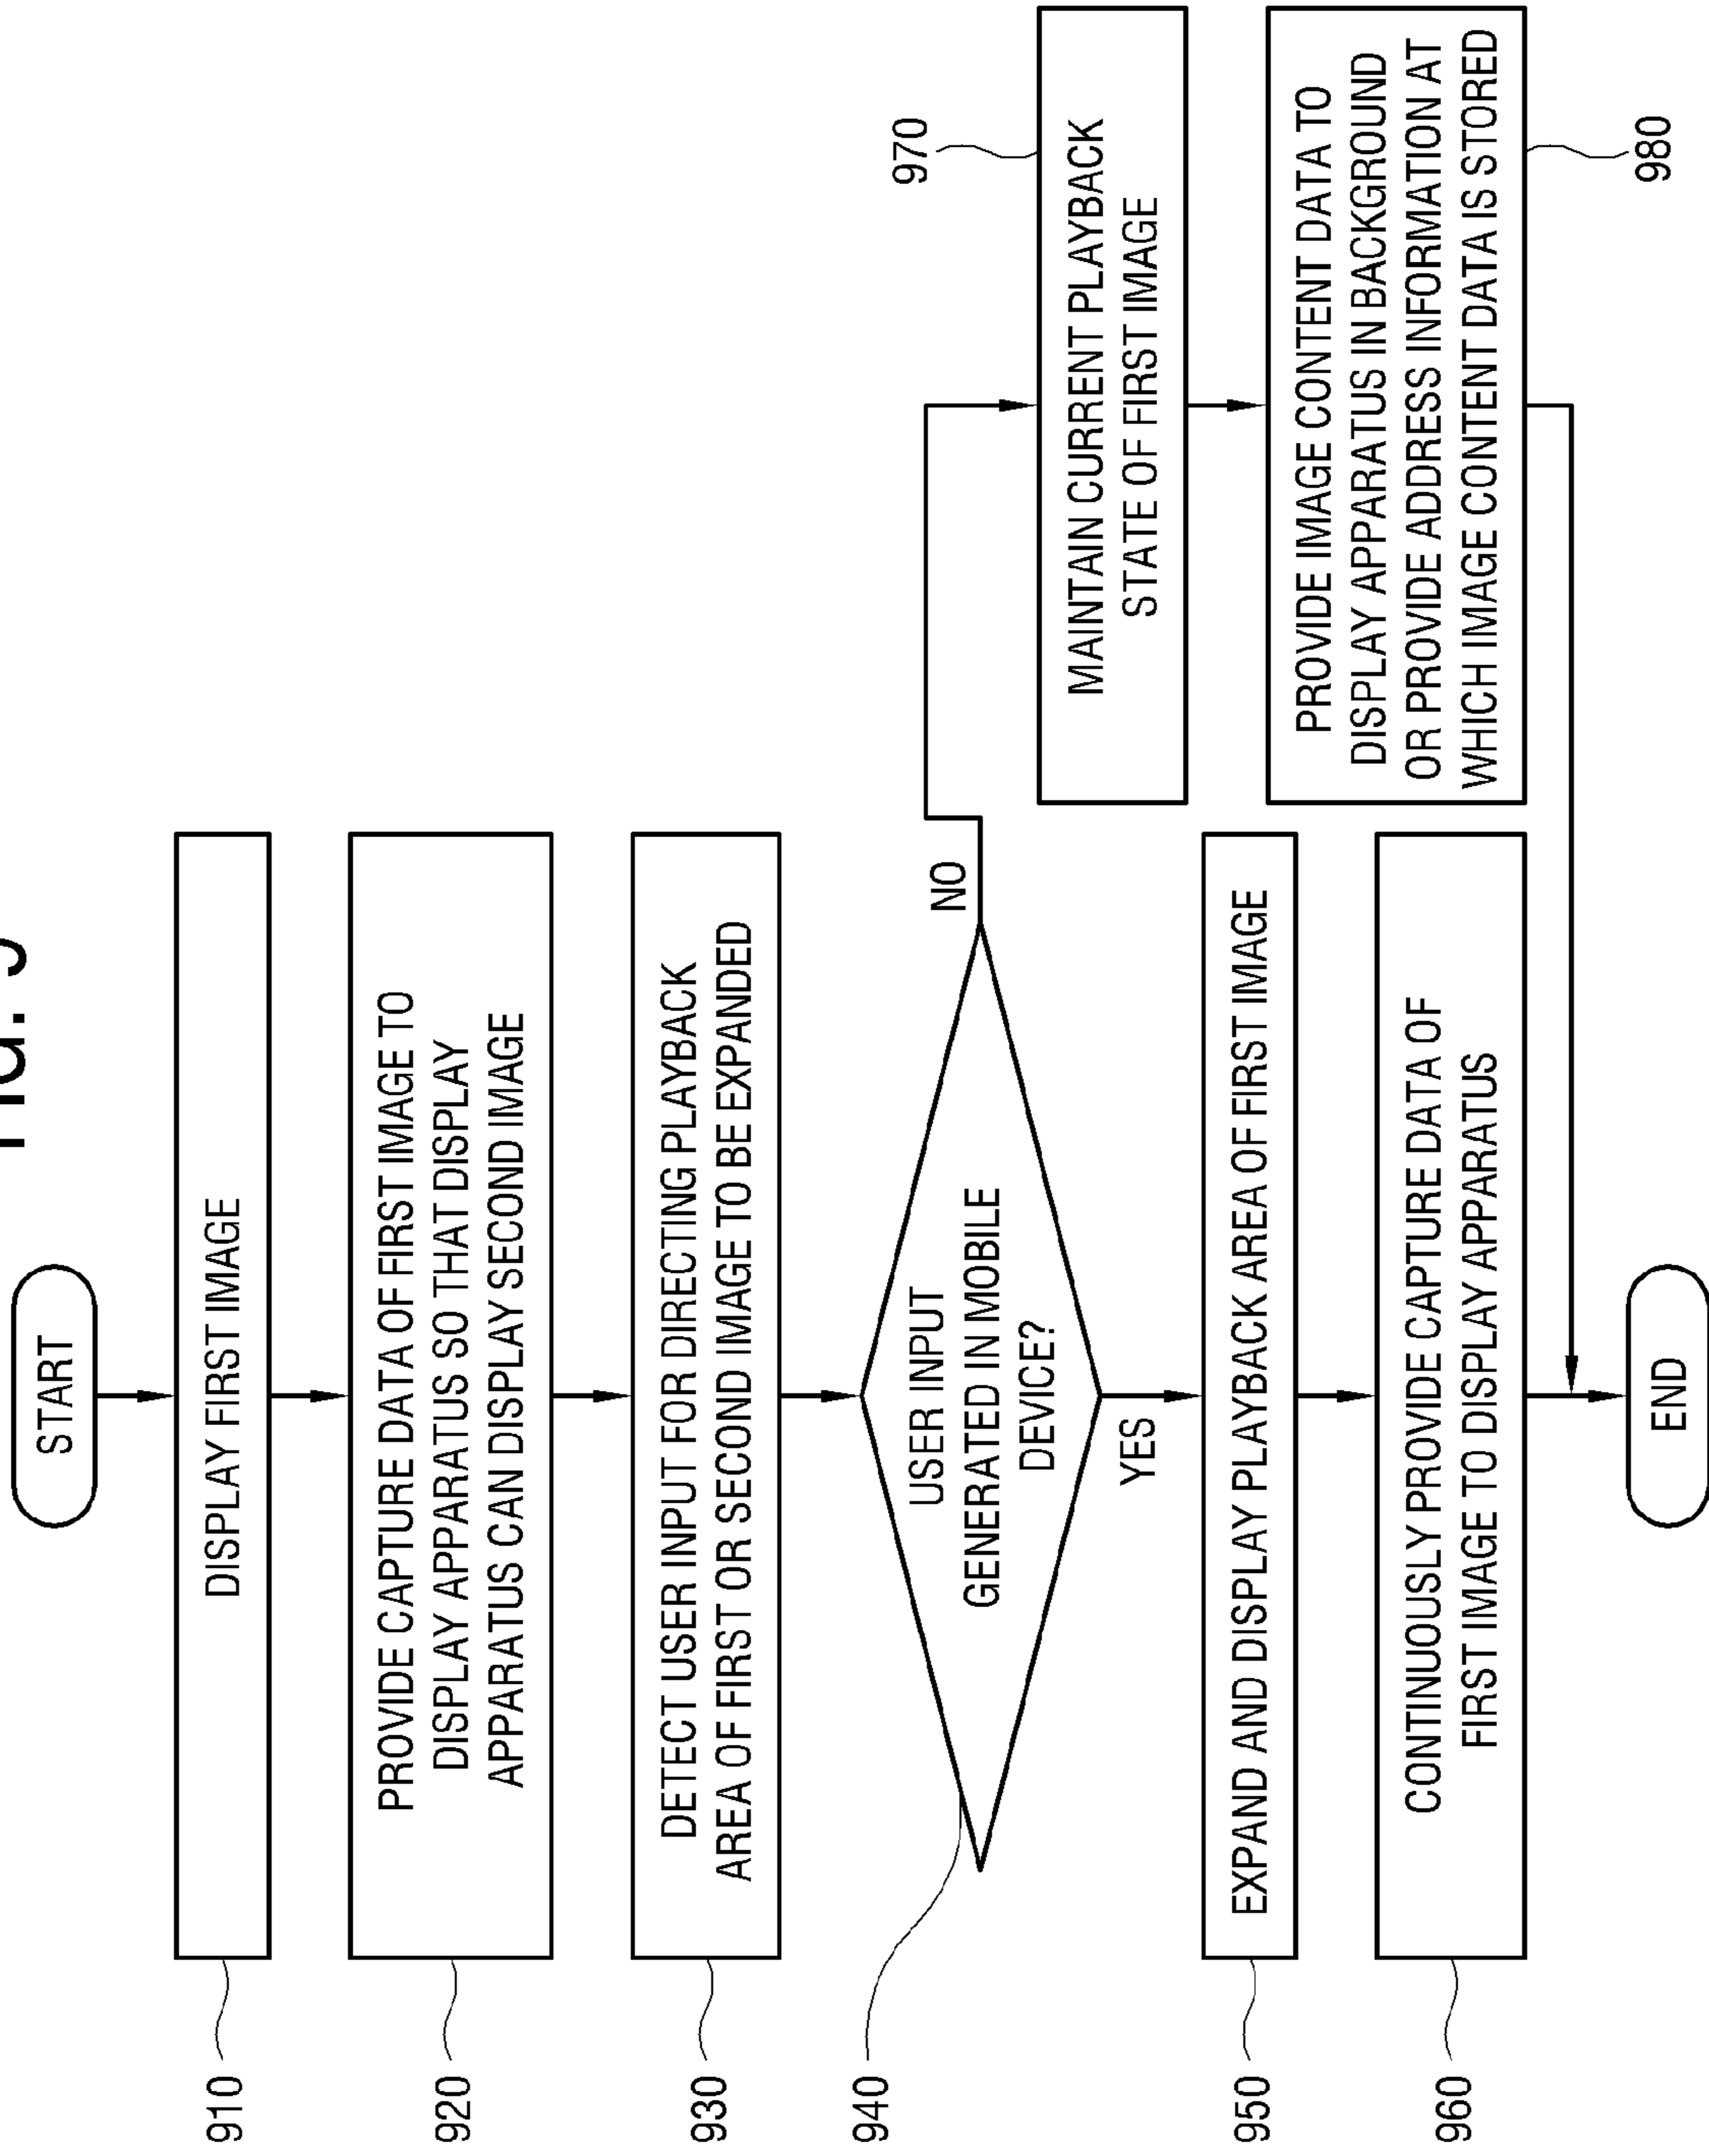 START
910
DISPLAY FIRST IMAGE
920
PROVIDE CAPTURE DATA OF FIRST IMAGE TO
DISPLAY APPARATUS SO THAT DISPLAY
APPARATUS CAN DISPLAY SECOND IMAGE
930
DETECT USER INPUT FOR DIRECTING PLAYBACK
AREA OF FIRST OR SECOND IMAGE TO BE EXPANDED
940
USER INPUT
GENERATED IN MOBILE
DEVICE?
NO
YES
970
MAINTAIN CURRENT PLAYBACK
STATE OF FIRST IMAGE
950
EXPAND AND DISPLAY PLAYBACK AREA OF FIRST IMAGE
980
PROVIDE IMAGE CONTENT DATA TO
DISPLAY APPARATUS IN BACKGROUND
OR PROVIDE ADDRESS INFORMATION AT
WHICH IMAGE CONTENT DATA IS STORED
960
CONTINUOUSLY PROVIDE CAPTURE DATA OF
FIRST IMAGE TO DISPLAY APPARATUS
END